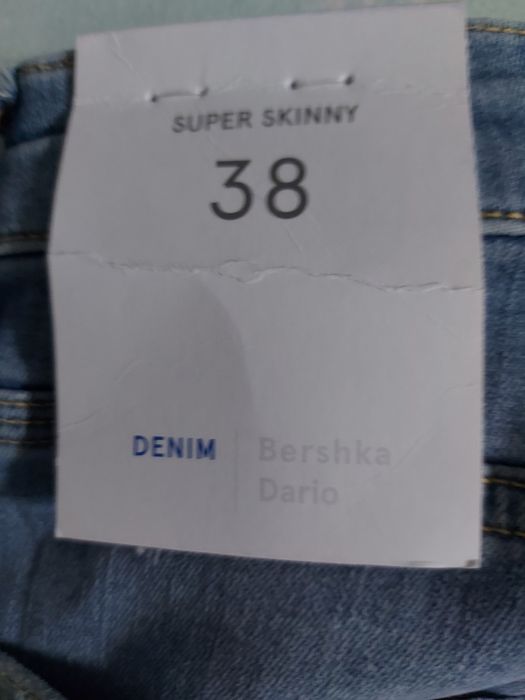 SUPER SKINNY
38
DENIM
Bershka
Dario